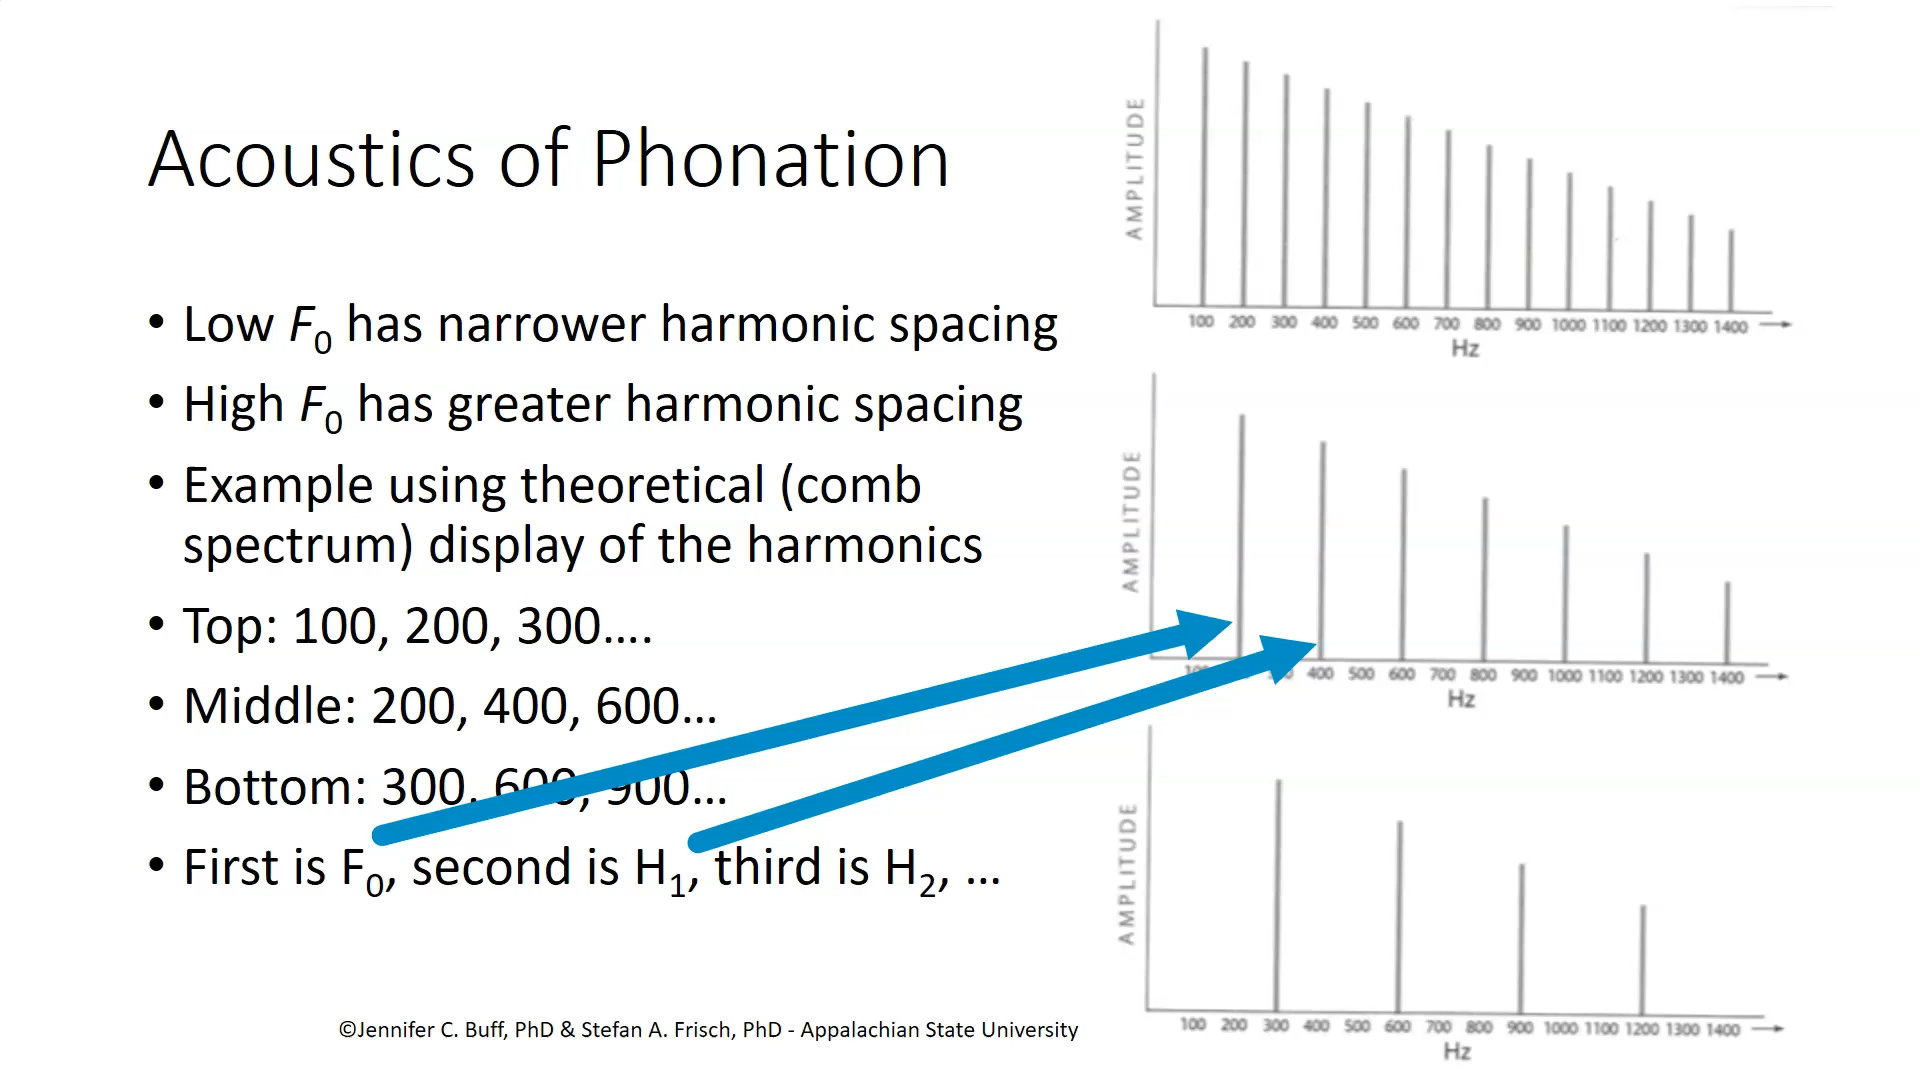 Acoustics of Phonation
• Low F0 has narrower harmonic spacing
• High F0 has greater harmonic spacing
• Example using theoretical (comb
spectrum) display of the harmonics
• Top: 100, 200, 300….
• Middle: 200, 400, 600…
• Bottom: 300, 600, 900…
• First is F0, second is H1, third is H2, …
©Jennifer C. Buff, PhD & Stefan A. Frisch, PhD - Appalachian State University
AMPLITUDE
100 200 300 400 500 600 700 800 900 1000 1100 1200 1300 1400
Hz
AMPLITUDE
400 500 600 700 800 900 1000 1100 1200 1300 1400
Hz
AMPLITUDE
100 200 300 400 500 600 700 800 900 1000 1100 1200 1300 1400
Hz